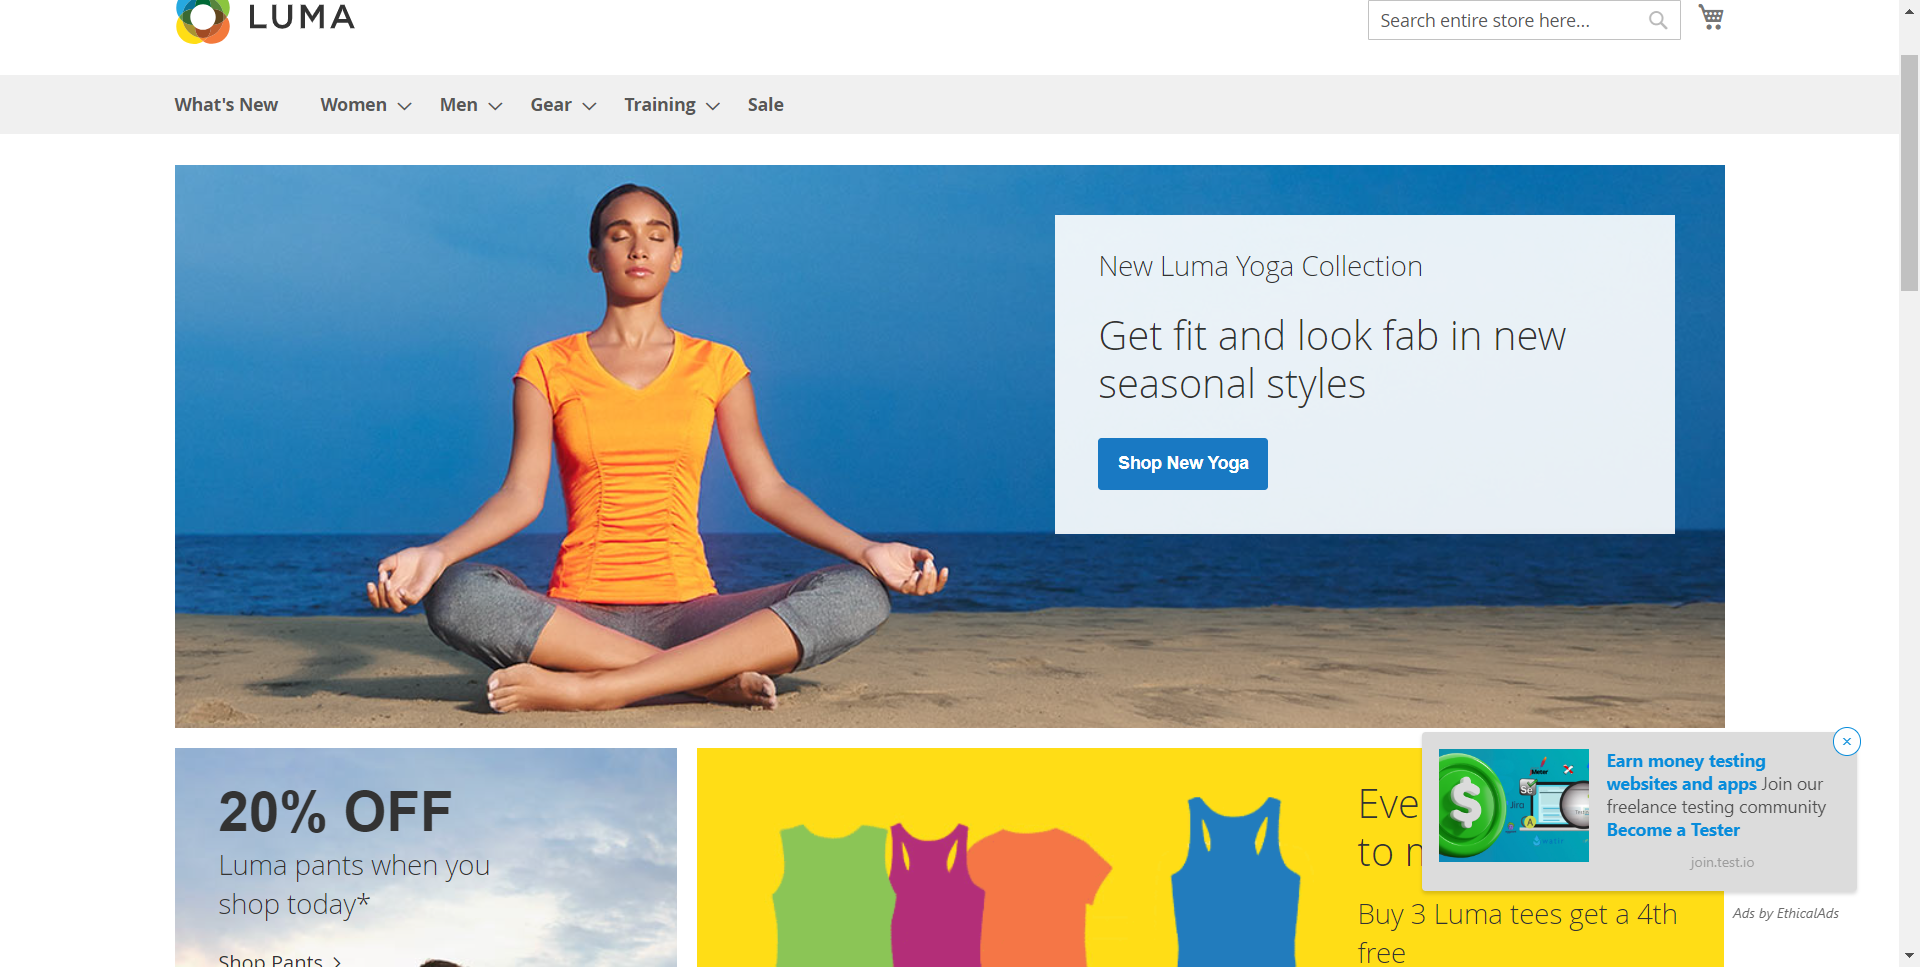 LUMA
Search entire store here...
What's New
Women
Men
Gear
Training
Sale
New Luma Yoga Collection
Get fit and look fab in new
seasonal styles
Shop New Yoga
20% OFF
Luma pants when you
shop today*
Shop Pants
Eve
to
Buy 3 Luma tees get a 4th
free
Earn money testing
websites and apps Join our
freelance testing community
Become a Tester
join.test.io
Ads by EthicalAds
Meter
Se
Jira